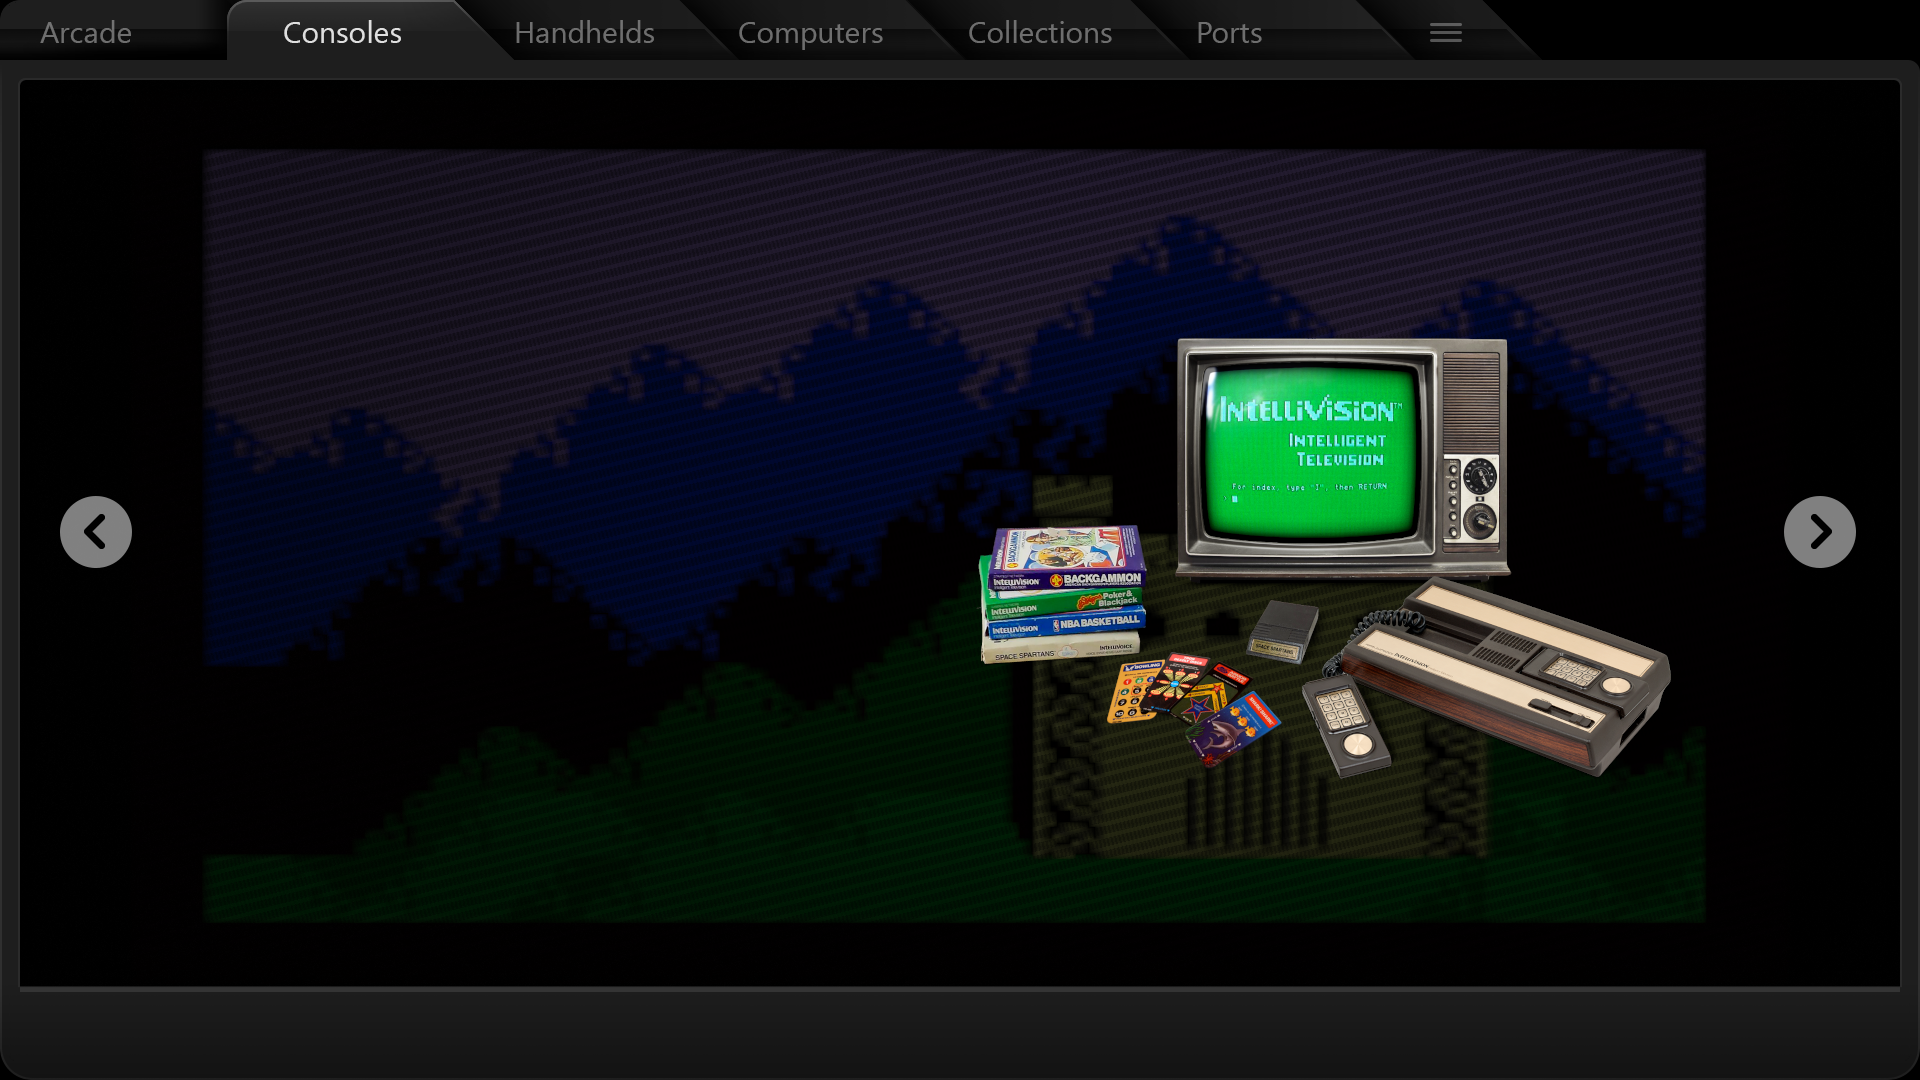 Arcade
Consoles
Handhelds
Computers
Collections
Ports
INTELLIVISION™
INTELLIGENT
TELEVISION
For index, type "I", then RETURN
BACKGAMMON
INTELLIVISION
BACKGAMMON
INTELLIVISION
Poker &
Blackjack
INTELLIVISION
NBA BASKETBALL
SPACE SPARTANS
INTELLIVOICE
SPACE SPARTANS
BOWLING
INTELLIVISION